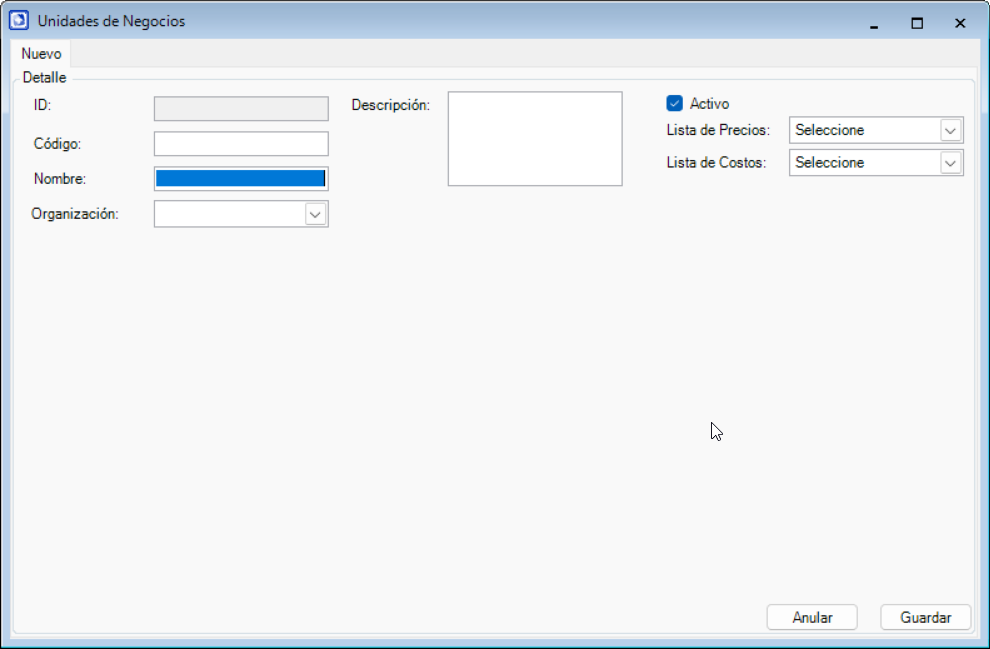 Unidades de Negocios
Nuevo
Detalle
ID:
Descripción:
Activo
Código:
Lista de Precios: Seleccione
Nombre:
Lista de Costos: Seleccione
Organización:
Anular
Guardar